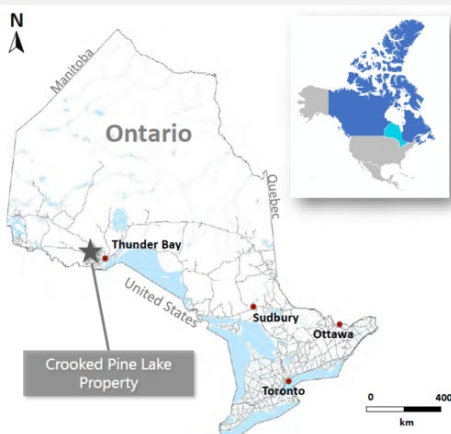 N
Manitoba
Ontario
Quebec
Thunder Bay
United States
Sudbury
Ottawa
Crooked Pine Lake
Property
Toronto
0 400
km